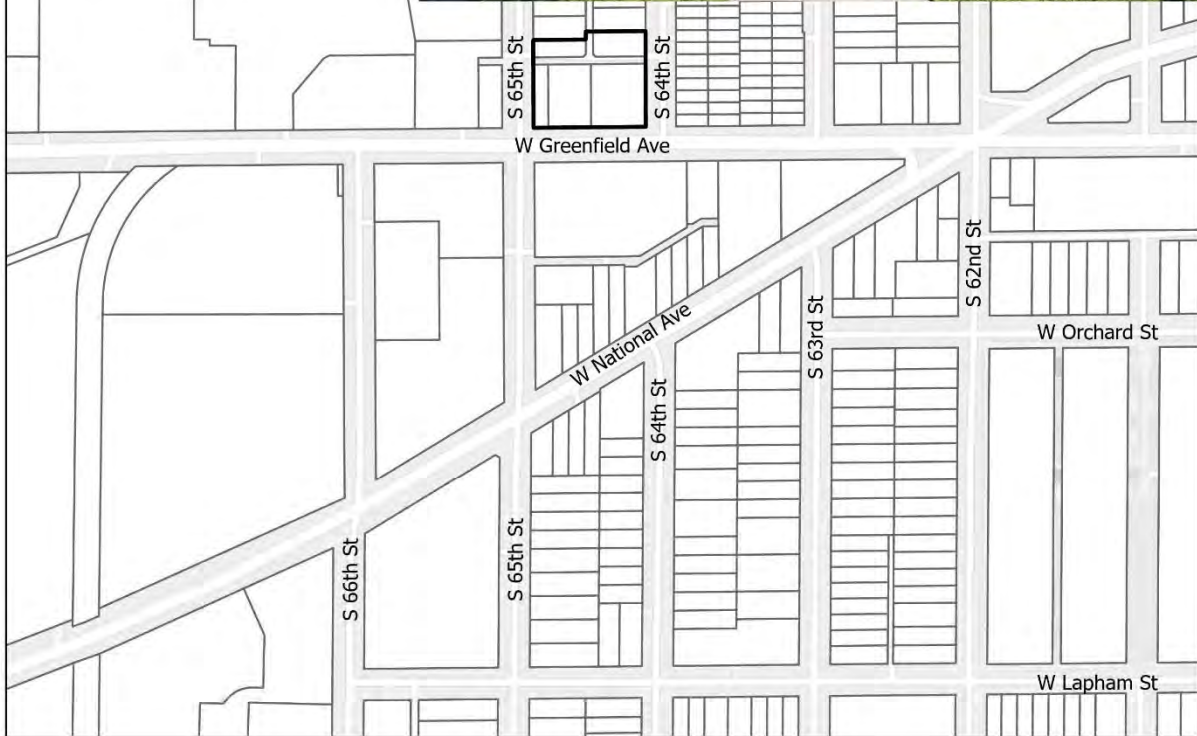 S 65th St
S 64th St
W Greenfield Ave
S 62nd St
W National Ave
S 63rd St
W Orchard St
S 64th St
S 65th St
S 66th St
W Lapham St